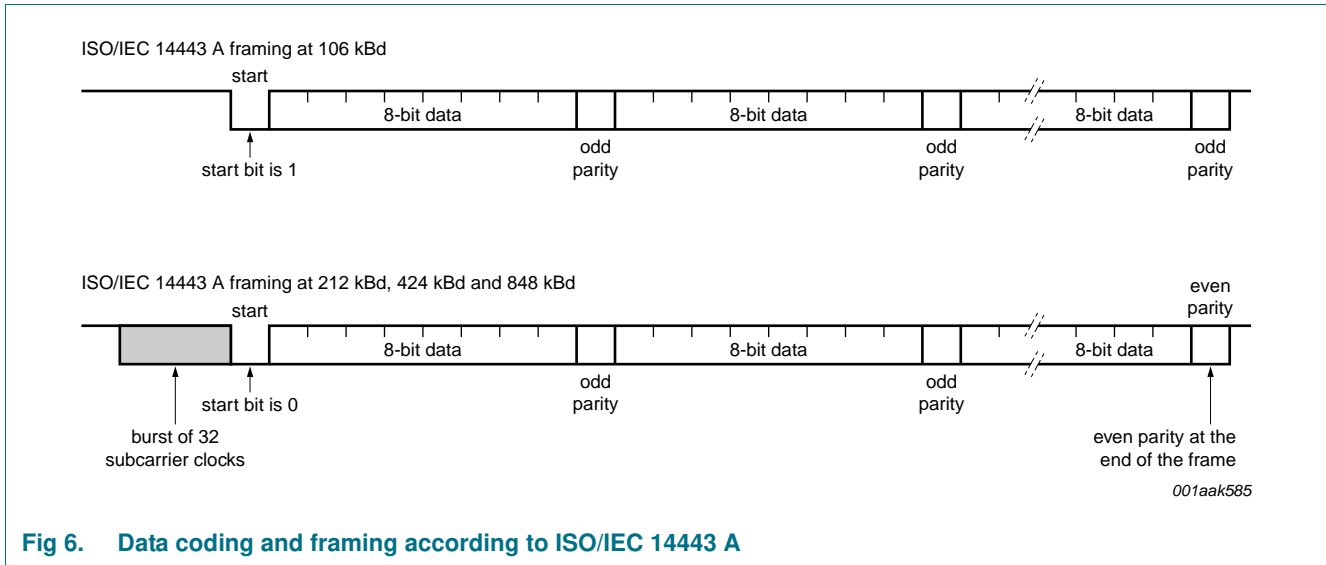 ISO/IEC 14443 A framing at 106 kBd
start
8-bit data
8-bit data
8-bit data
start bit is 1
odd
parity
odd
parity
odd
parity
ISO/IEC 14443 A framing at 212 kBd, 424 kBd and 848 kBd
start
even
parity
8-bit data
8-bit data
8-bit data
start bit is 0
odd
parity
odd
parity
burst of 32
subcarrier clocks
even parity at the
end of the frame
001aak585
Fig 6. Data coding and framing according to ISO/IEC 14443 A